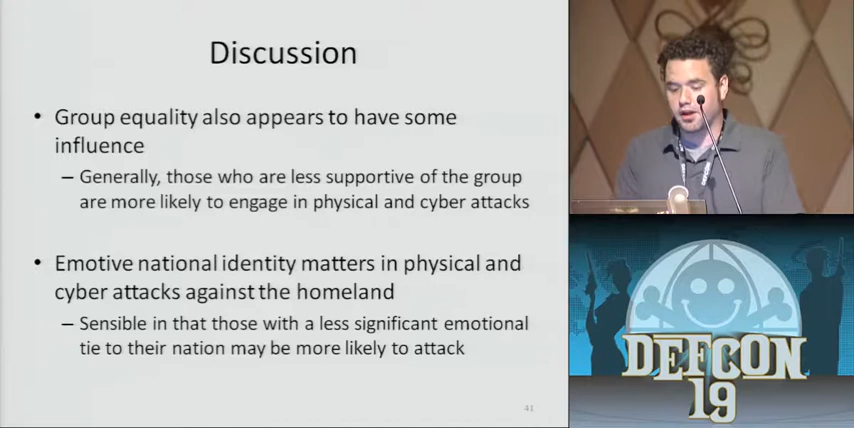 Discussion
• Group equality also appears to have some
influence
– Generally, those who are less supportive of the group
are more likely to engage in physical and cyber attacks
• Emotive national identity matters in physical and
cyber attacks against the homeland
– Sensible in that those with a less significant emotional
tie to their nation may be more likely to attack
41
DEFCON
19